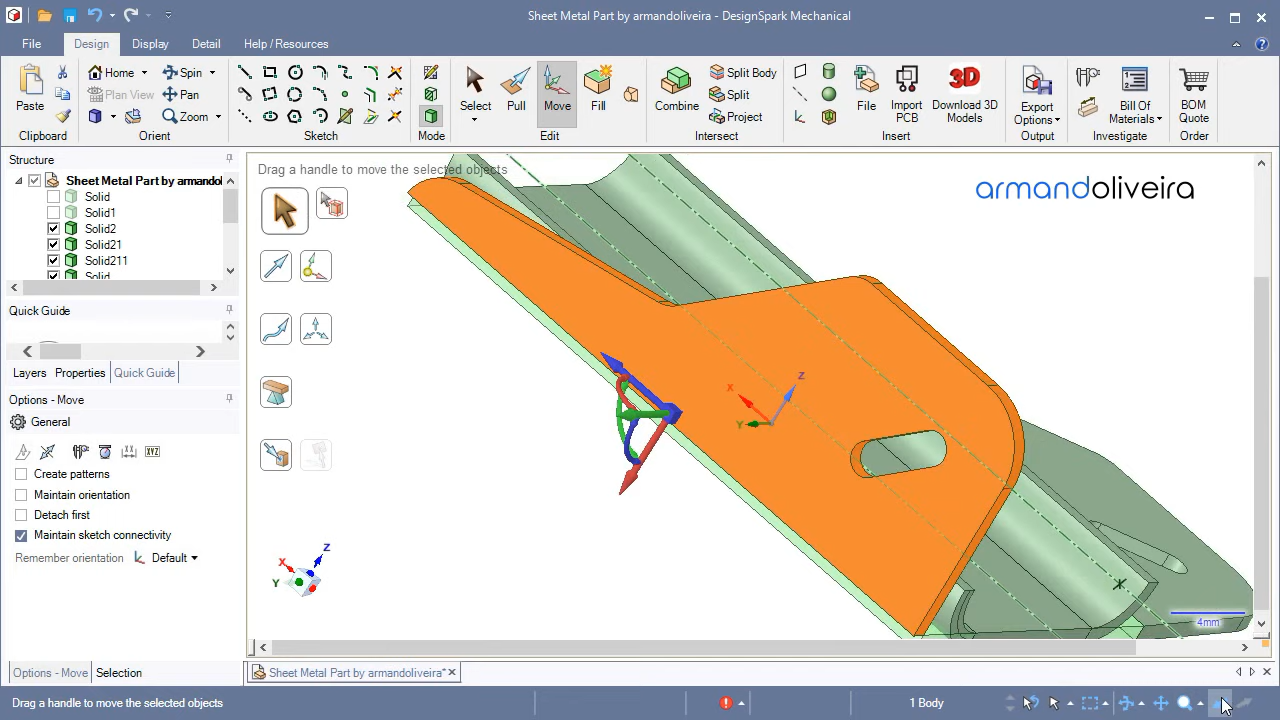 Sheet Metal Part by armandoliveira - DesignSpark Mechanical
File Design Display Detail Help / Resources
Paste
Home
Plan View
Spin
Pan
Zoom
Select
Pull
Move
Fill
Combine
Split Body
Split
Project
File
Import PCB
Download 3D Models
3D
Export Options
Bill Of Materials
BOM Quote
Clipboard Orient Sketch Mode Edit Intersect Insert Output Investigate Order
Structure
Sheet Metal Part by armandol
Solid
Solid1
Solid2
Solid21
Solid211
Solid
Quick Guide
Layers Properties Quick Guide
Options - Move
General
XYZ
Create patterns
Maintain orientation
Detach first
Maintain sketch connectivity
Remember orientation Default
Options - Move Selection
Drag a handle to move the selected objects
armandoliveira
X
Y
Z
X
Y
Z
4mm
Sheet Metal Part by armandoliveira*
Drag a handle to move the selected objects
1 Body